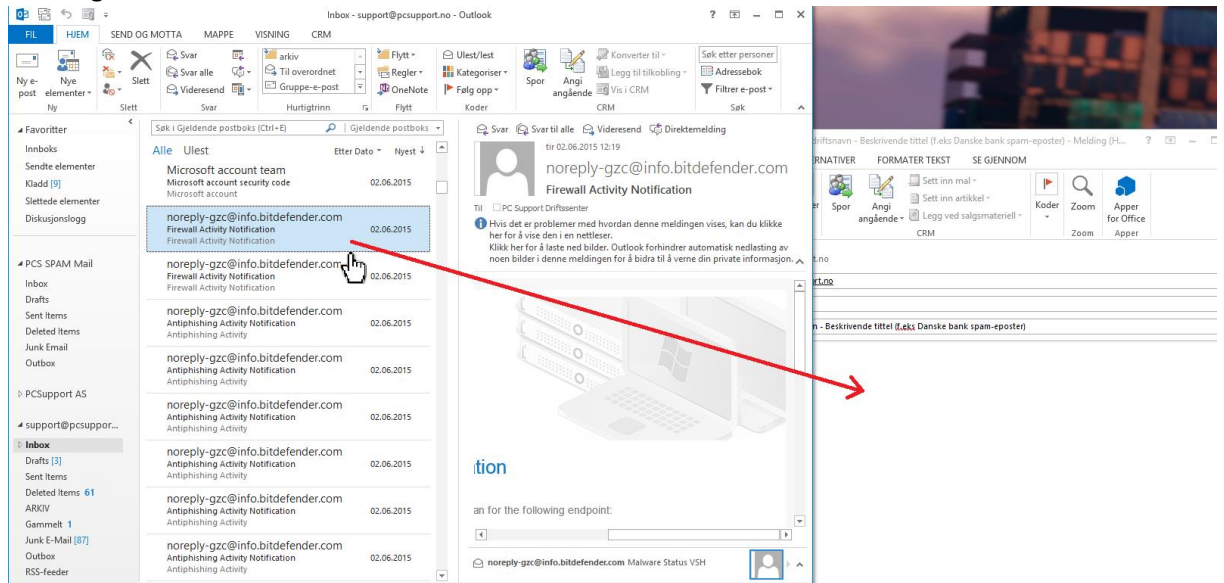 Inbox - support@pcsupport.no - Outlook
FIL HJEM SEND OG MOTTA MAPPE VISNING CRM
Ny e-post
Nye elementer
Slett
Svar
Svar alle
Videresend
arkiv
Til overordnet
Gruppe-e-post
Flytt
Regler
OneNote
Ulest/lest
Kategoriser
Følg opp
Spor
Angi angående
Konverter til
Legg til tilkobling
Vis i CRM
Søk etter personer
Adressebok
Filtrer e-post
Ny Slett Svar Hurtigtrinn Flytt Koder CRM Søk
Favoritter
Innboks
Sendte elementer
Kladd [9]
Slettede elementer
Diskusjonslogg
PCS SPAM Mail
Inbox
Drafts
Sent Items
Deleted Items
Junk Email
Outbox
PCSupport AS
support@pcsuppor...
Inbox
Drafts [3]
Sent Items
Deleted Items 61
ARKIV
Gammelt 1
Junk E-Mail [87]
Outbox
RSS-feeder
Søk i Gjeldende postboks (Ctrl+E) Gjeldende postboks
Alle Ulest Etter Dato Nyest ↓
Microsoft account team
Microsoft account security code 02.06.2015
Microsoft account
noreply-gzc@info.bitdefender.com
Firewall Activity Notification 02.06.2015
Firewall Activity Notification
noreply-gzc@info.bitdefender.com
Firewall Activity Notification 02.06.2015
Firewall Activity Notification
noreply-gzc@info.bitdefender.com
Antiphishing Activity Notification 02.06.2015
Antiphishing Activity
noreply-gzc@info.bitdefender.com
Antiphishing Activity Notification 02.06.2015
Antiphishing Activity
noreply-gzc@info.bitdefender.com
Antiphishing Activity Notification 02.06.2015
Antiphishing Activity
noreply-gzc@info.bitdefender.com
Antiphishing Activity Notification 02.06.2015
Antiphishing Activity
noreply-gzc@info.bitdefender.com
Antiphishing Activity Notification 02.06.2015
Antiphishing Activity
noreply-gzc@info.bitdefender.com
Antiphishing Activity Notification 02.06.2015
Antiphishing Activity
Svar Svar til alle Videresend Direktemelding
tir 02.06.2015 12:19
noreply-gzc@info.bitdefender.com
Firewall Activity Notification
Til PC Support Driftssenter
Hvis det er problemer med hvordan denne meldingen vises, kan du klikke
her for å vise den i en nettleser.
Klikk her for å laste ned bilder. Outlook forhindrer automatisk nedlasting av
noen bilder i denne meldingen for å bidra til å verne din private informasjon.
ation
an for the following endpoint:
noreply-gzc@info.bitdefender.com Malware Status VSH
driftsnavn - Beskrivende tittel (f.eks Danske bank spam-eposter) - Melding (H...
ERNATIVER FORMATER TEKST SE GJENNOM
er
Spor
Angi angående
Sett inn mal
Sett inn artikkel
Legg ved salgsmateriell
Koder
Zoom
Apper for Office
CRM Zoom Apper
t.no
ort.no
n - Beskrivende tittel (f.eks Danske bank spam-eposter)